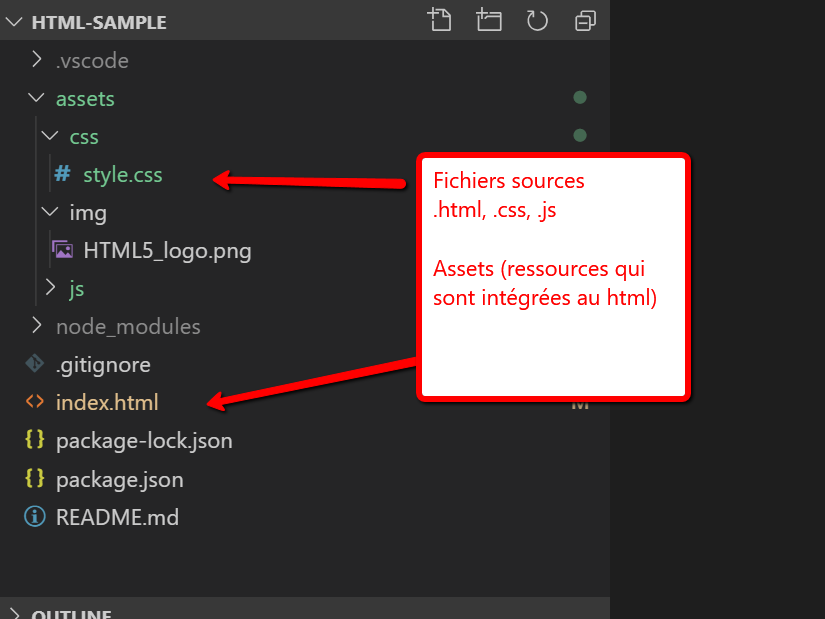 HTML-SAMPLE
.vscode
assets
css
# style.css
img
HTML5_logo.png
js
node_modules
.gitignore
<> index.html
{} package-lock.json
{} package.json
README.md
OUTLINE
Fichiers sources
.html, .css, .js
Assets (ressources qui
sont intégrées au html)
M